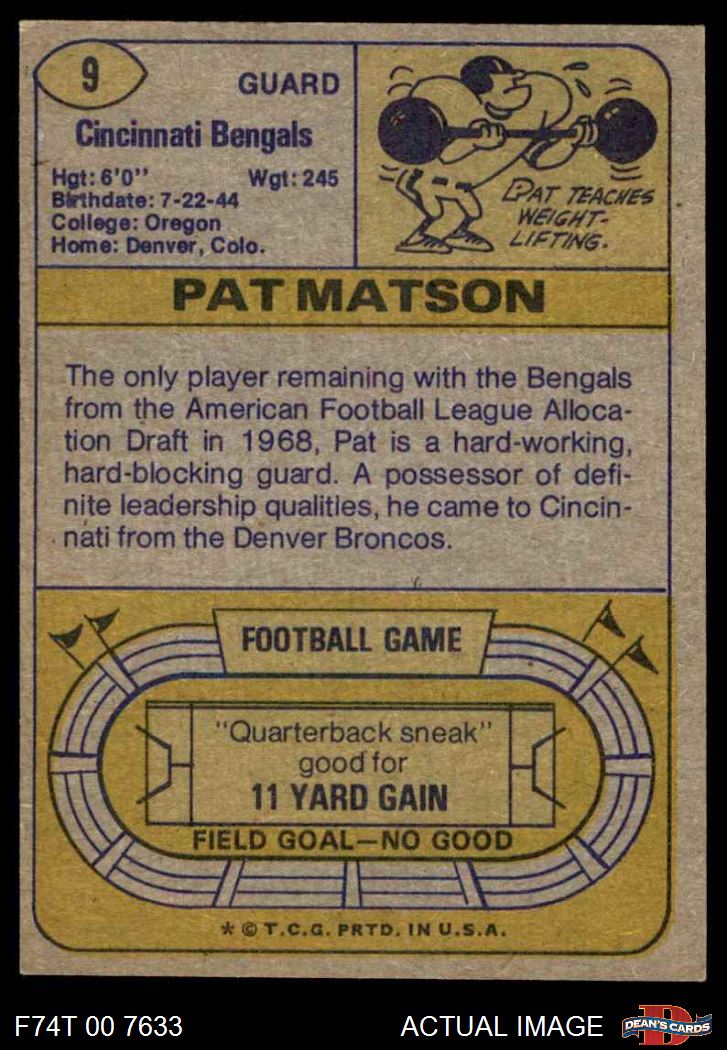 9
GUARD
Cincinnati Bengals
Hgt: 6'0" Wgt: 245
Birthdate: 7-22-44
College: Oregon
Home: Denver, Colo.
PAT TEACHES
WEIGHT-
LIFTING.
PAT MATSON
The only player remaining with the Bengals
from the American Football League Alloca-
tion Draft in 1968, Pat is a hard-working,
hard-blocking guard. A possessor of defi-
nite leadership qualities, he came to Cincin-
nati from the Denver Broncos.
FOOTBALL GAME
"Quarterback sneak"
good for
11 YARD GAIN
FIELD GOAL—NO GOOD
* © T.C.G. PRTD. IN U.S.A.
F74T 00 7633
ACTUAL IMAGE
D
DEAN'S CARDS